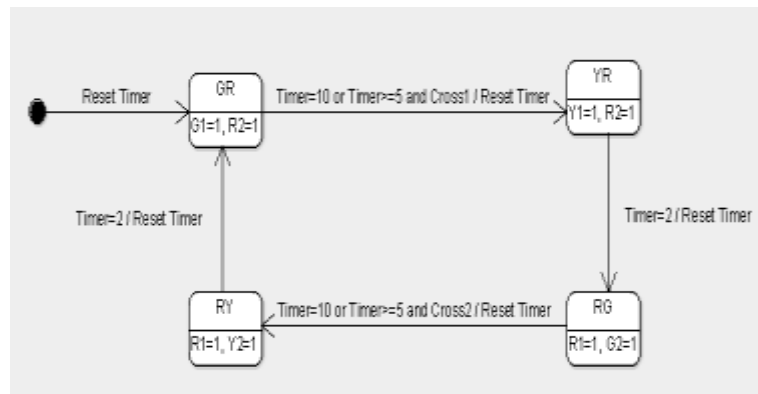 Reset Timer
GR
G1=1, R2=1
Timer=10 or Timer>=5 and Cross1 / Reset Timer
YR
Y1=1, R2=1
Timer=2 / Reset Timer
Timer=2 / Reset Timer
RY
R1=1, Y2=1
Timer=10 or Timer>=5 and Cross2 / Reset Timer
RG
R1=1, G2=1